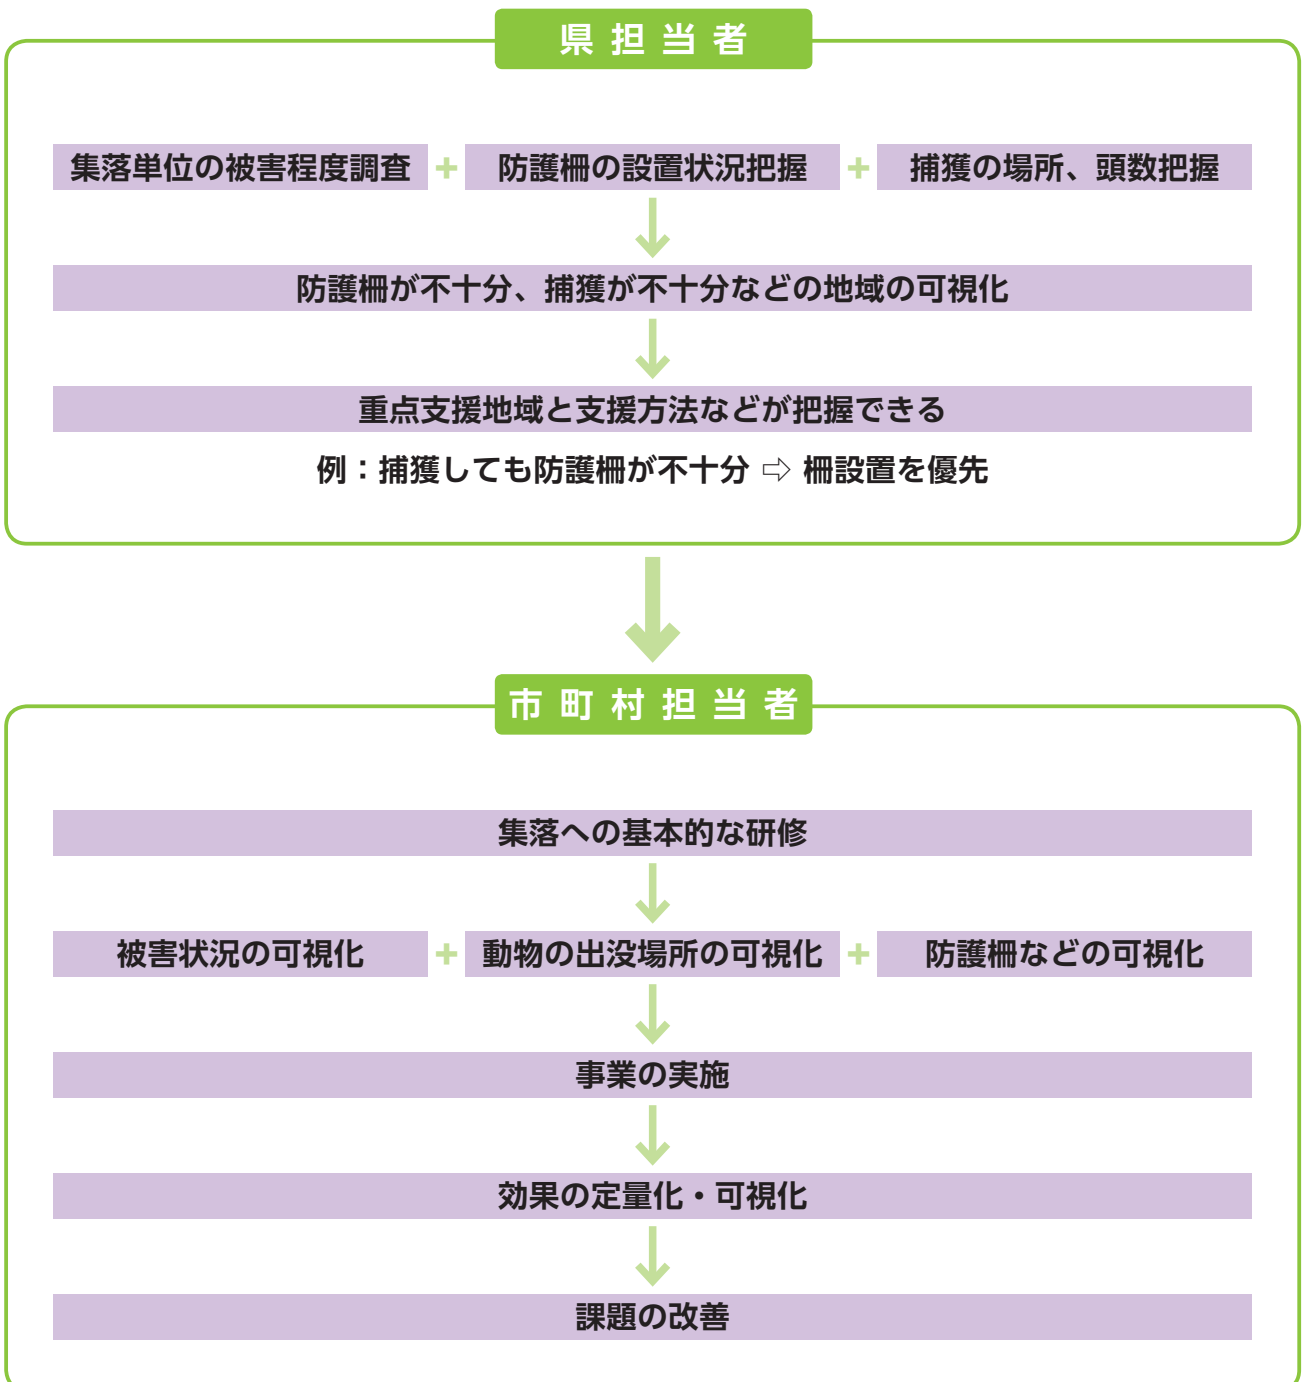 県担当者
集落単位の被害程度調査 + 防護柵の設置状況把握 + 捕獲の場所、頭数把握
防護柵が不十分、捕獲が不十分などの地域の可視化
重点支援地域と支援方法などが把握できる
例：捕獲しても防護柵が不十分 ⇨ 柵設置を優先
市町村担当者
集落への基本的な研修
被害状況の可視化 + 動物の出没場所の可視化 + 防護柵などの可視化
事業の実施
効果の定量化・可視化
課題の改善